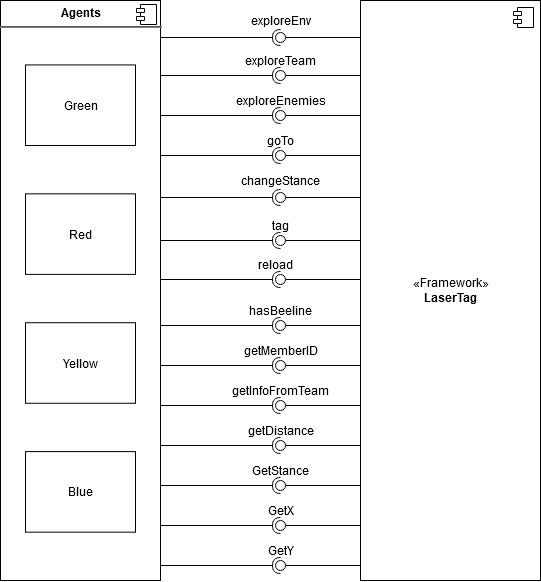 Agents
Green
Red
Yellow
Blue
exploreEnv
exploreTeam
exploreEnemies
goTo
changeStance
tag
reload
hasBeeline
getMemberID
getInfoFromTeam
getDistance
GetStance
GetX
GetY
«Framework»
LaserTag